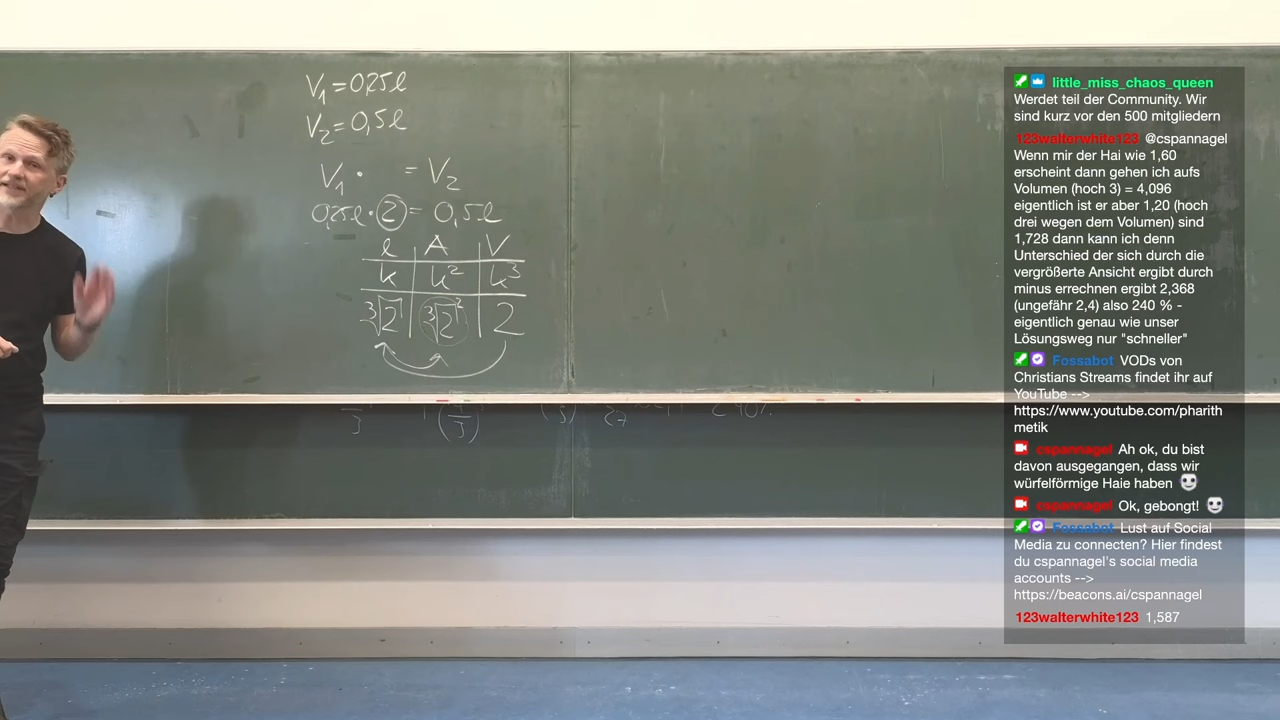 V₁ = 0,25 l
V₂ = 0,5 l
V₁ · = V₂
0,25 l · 2 = 0,5 l
l | A | V
k | k² | k³
³√2 | ³√2² | 2
little_miss_chaos_queen
Werdet teil der Community. Wir
sind kurz vor den 500 mitgliedern
123walterwhite123 @cspannagel
Wenn mir der Hai wie 1,60
erscheint dann gehen ich aufs
Volumen (hoch 3) = 4,096
eigentlich ist er aber 1,20 (hoch
drei wegen dem Volumen) sind
1,728 dann kann ich denn
Unterschied der sich durch die
vergrößerte Ansicht ergibt durch
minus errechnen ergibt 2,368
(ungefähr 2,4) also 240 % -
eigentlich genau wie unser
Lösungsweg nur "schneller"
Fossabot VODs von
Christians Streams findet ihr auf
YouTube -->
https://www.youtube.com/pharith
metik
cspannagel Ah ok, du bist
davon ausgegangen, dass wir
würfelförmige Haie haben
cspannagel Ok, gebongt!
Fossabot Lust auf Social
Media zu connecten? Hier findest
du cspannagel's social media
accounts -->
https://beacons.ai/cspannagel
123walterwhite123 1,587